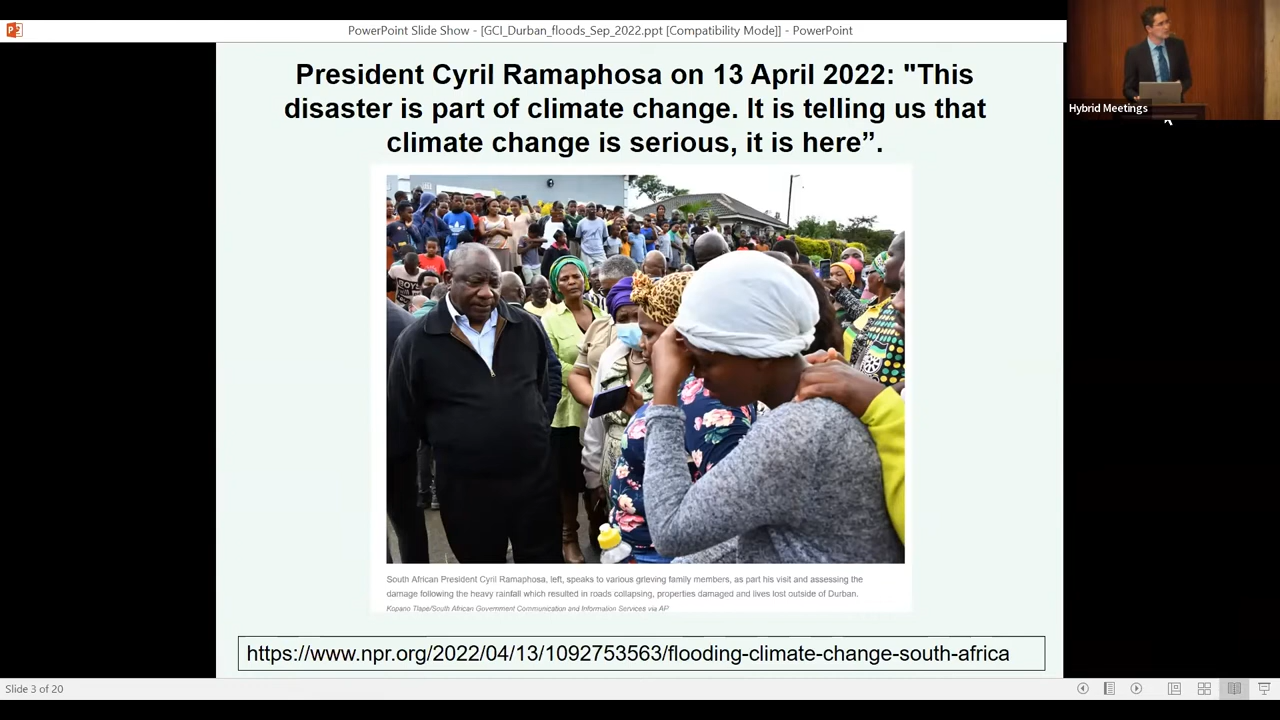 PowerPoint Slide Show - [GCI_Durban_floods_Sep_2022.ppt [Compatibility Mode]] - PowerPoint
Hybrid Meetings
President Cyril Ramaphosa on 13 April 2022: "This
disaster is part of climate change. It is telling us that
climate change is serious, it is here”.
South African President Cyril Ramaphosa, left, speaks to various grieving family members, as part his visit and assessing the
damage following the heavy rainfall which resulted in roads collapsing, properties damaged and lives lost outside of Durban.
Kopano Tlape/South African Government Communication and Information Services via AP
https://www.npr.org/2022/04/13/1092753563/flooding-climate-change-south-africa
Slide 3 of 20